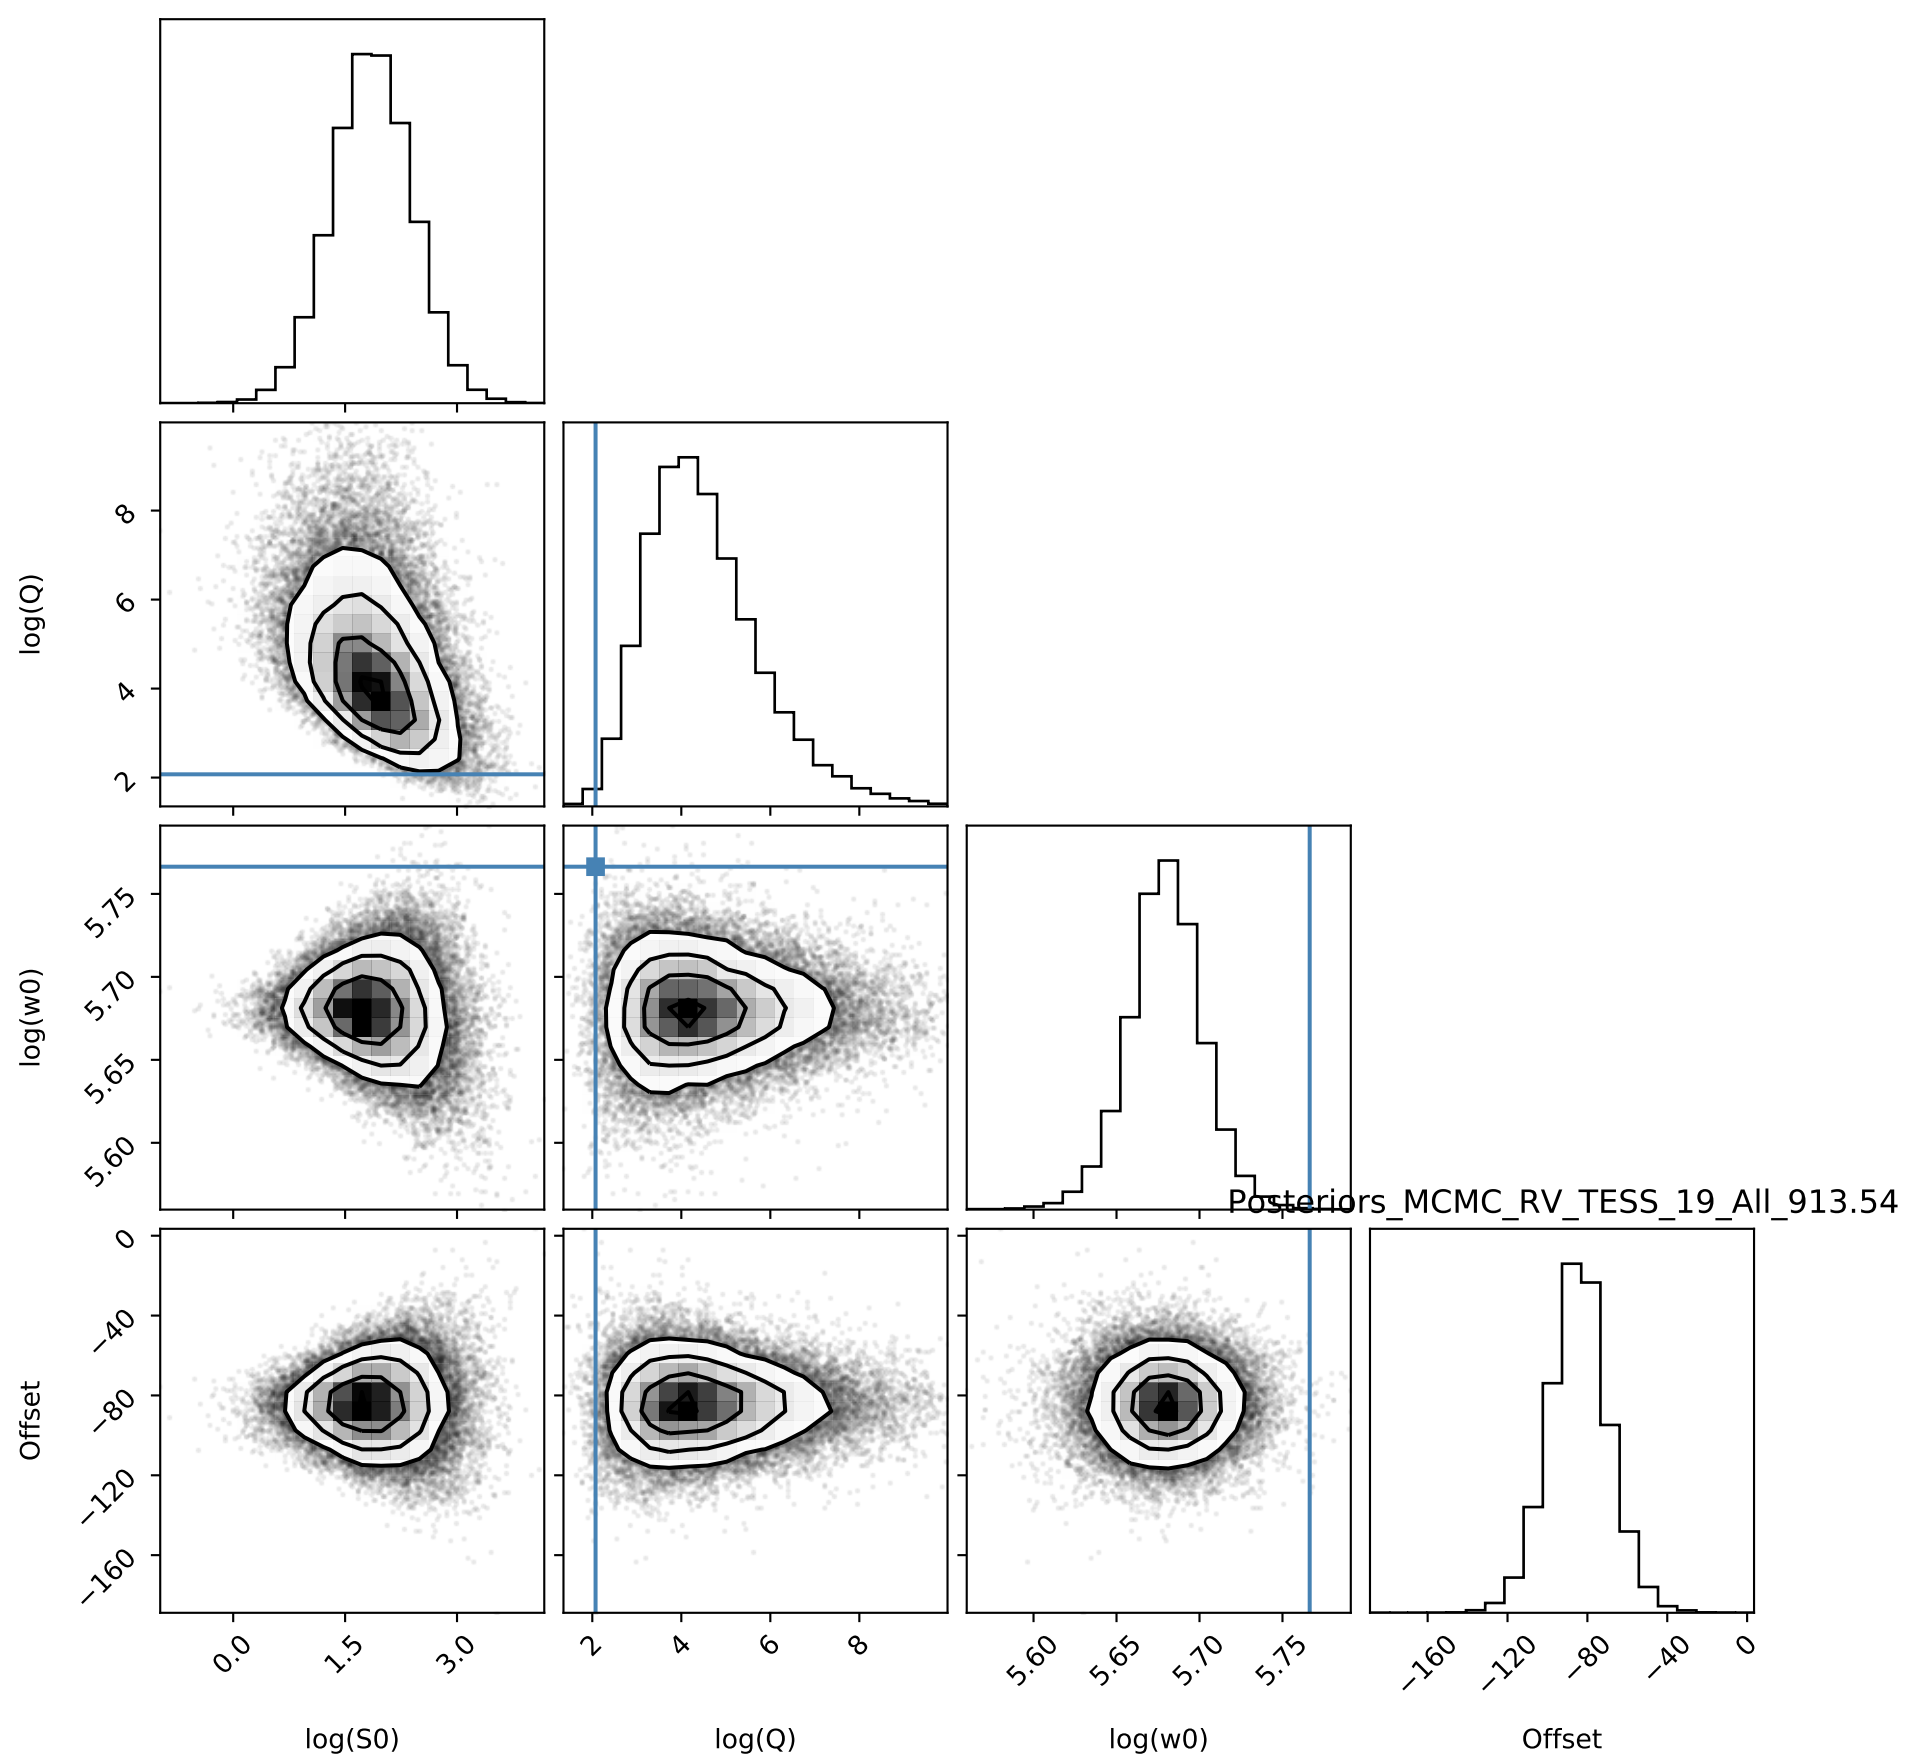 log(Q)
8
6
4
2
log(w0)
5.75
5.70
5.65
5.60
Posteriors_MCMC_RV_TESS_19_All_913.54
Offset
0
−40
−80
−120
−160
0.0 1.5 3.0 2 4 6 8 5.60 5.65 5.70 5.75 −160 −120 −80 −40 0
log(S0) log(Q) log(w0) Offset